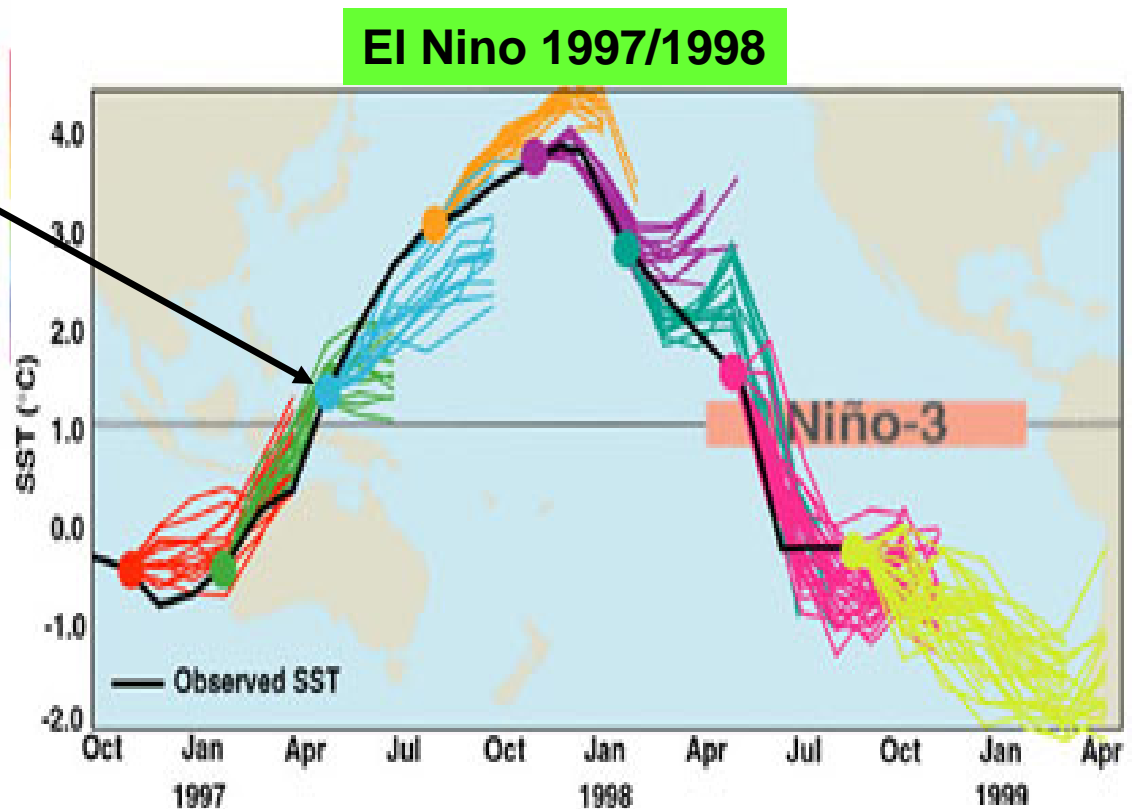 El Nino 1997/1998
SST (°C)
4.0
3.0
2.0
1.0
0.0
-1.0
-2.0
Niño-3
Observed SST
Oct Jan Apr Jul Oct Jan Apr Jul Oct Jan Apr
1997 1998 1999